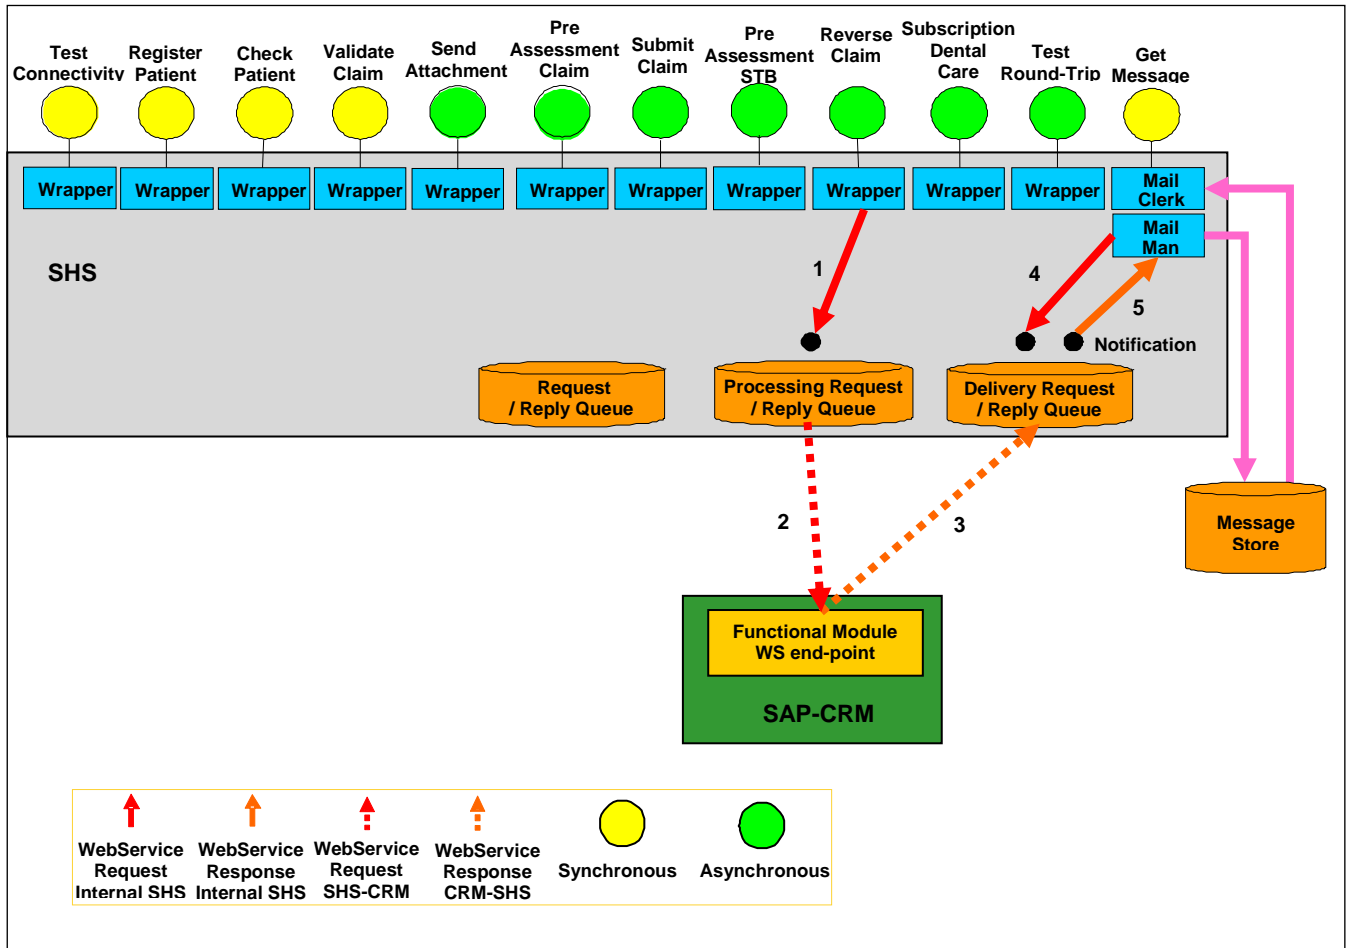 Test
Connectivity
Register
Patient
Check
Patient
Validate
Claim
Send
Attachment
Pre
Assessment
Claim
Submit
Claim
Pre
Assessment
STB
Reverse
Claim
Subscription
Dental
Care
Test
Round-Trip
Get
Message
Wrapper
Wrapper
Wrapper
Wrapper
Wrapper
Wrapper
Wrapper
Wrapper
Wrapper
Wrapper
Wrapper
Mail
Clerk
Mail
Man
SHS
1
4
5
Notification
Request
/ Reply Queue
Processing Request
/ Reply Queue
Delivery Request
/ Reply Queue
2
3
Message
Store
Functional Module
WS end-point
SAP-CRM
WebService
Request
Internal SHS
WebService
Response
Internal SHS
WebService
Request
SHS-CRM
WebService
Response
CRM-SHS
Synchronous
Asynchronous